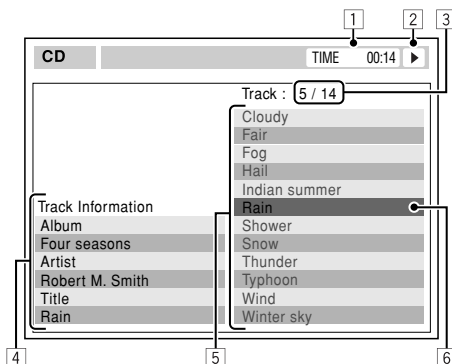 1 2 3
CD
TIME 00:14
Track : 5 / 14
Cloudy
Fair
Fog
Hail
Indian summer
Rain
Shower
Snow
Thunder
Typhoon
Wind
Winter sky
Track Information
Album
Four seasons
Artist
Robert M. Smith
Title
Rain
4 5 6